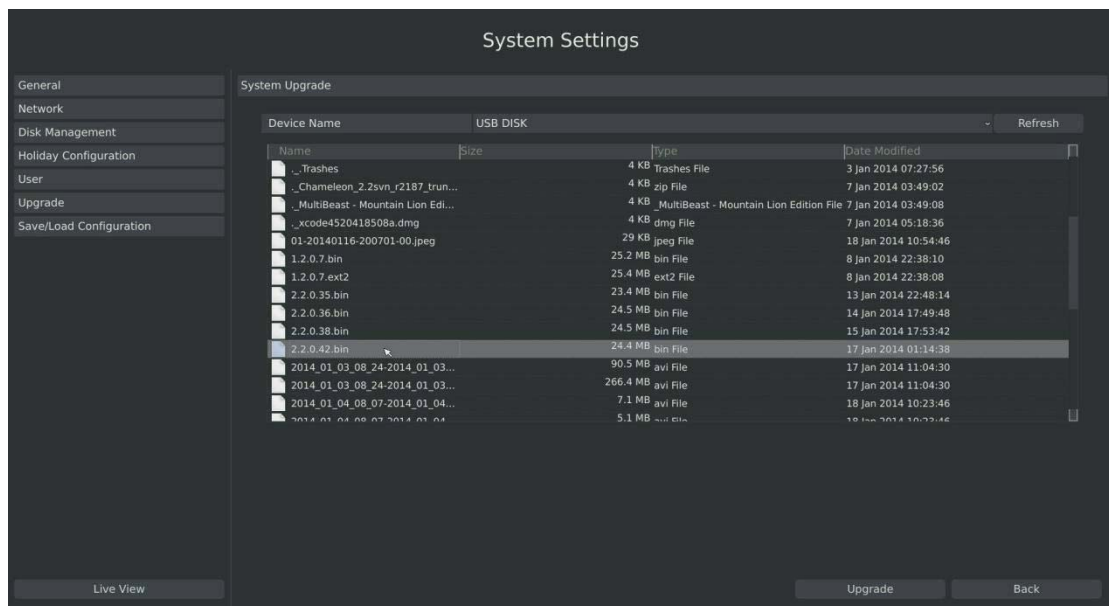 System Settings
General
Network
Disk Management
Holiday Configuration
User
Upgrade
Save/Load Configuration
Live View
System Upgrade
Device Name USB DISK Refresh
Name Size Type Date Modified
._.Trashes 4 KB Trashes File 3 Jan 2014 07:27:56
._Chameleon_2.2svn_r2187_trun... 4 KB zip File 7 Jan 2014 03:49:02
._MultiBeast - Mountain Lion Edi... 4 KB _MultiBeast - Mountain Lion Edition File 7 Jan 2014 03:49:08
._xcode4520418508a.dmg 4 KB dmg File 7 Jan 2014 05:18:36
01-20140116-200701-00.jpeg 29 KB jpeg File 18 Jan 2014 10:54:46
1.2.0.7.bin 25.2 MB bin File 8 Jan 2014 22:38:10
1.2.0.7.ext2 25.4 MB ext2 File 8 Jan 2014 22:38:08
2.2.0.35.bin 23.4 MB bin File 13 Jan 2014 22:48:14
2.2.0.36.bin 24.5 MB bin File 14 Jan 2014 17:49:48
2.2.0.38.bin 24.5 MB bin File 15 Jan 2014 17:53:42
2.2.0.42.bin 24.4 MB bin File 17 Jan 2014 01:14:38
2014_01_03_08_24-2014_01_03... 90.5 MB avi File 17 Jan 2014 11:04:30
2014_01_03_08_24-2014_01_03... 266.4 MB avi File 17 Jan 2014 11:04:30
2014_01_04_08_07-2014_01_04... 7.1 MB avi File 18 Jan 2014 10:23:46
2014_01_04_08_07-2014_01_04... 5.1 MB avi File 18 Jan 2014 10:23:46
Upgrade Back